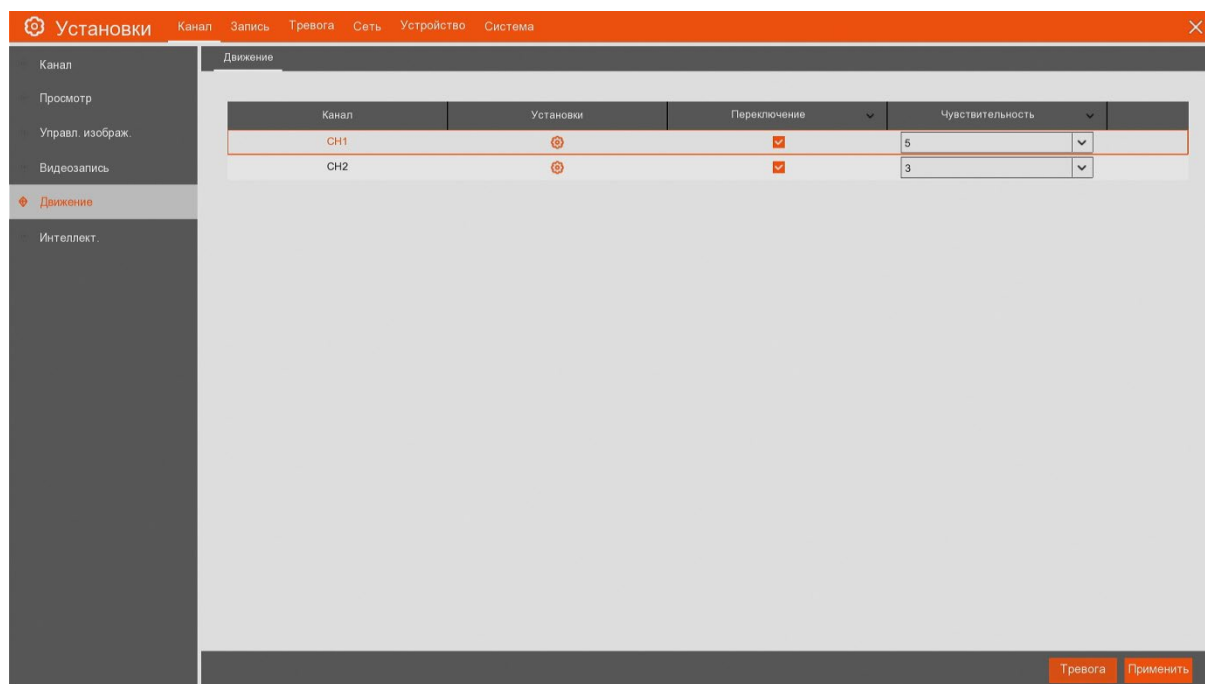 Установки Канал Запись Тревога Сеть Устройство Система
Канал
Просмотр
Управл. изображ.
Видеозапись
Движение
Интеллект.
Движение
Канал Установки Переключение Чувствительность
CH1 5
CH2 3
Тревога Применить